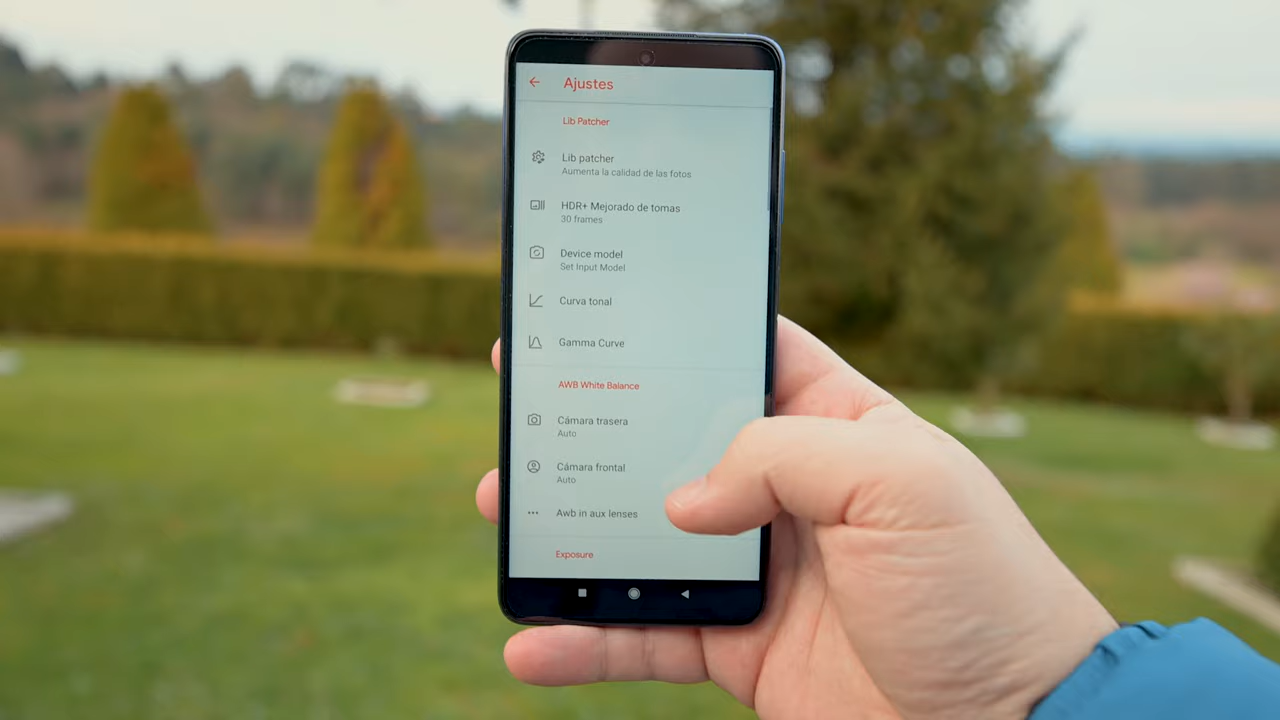 Ajustes
Lib Patcher
Lib patcher
Aumenta la calidad de las fotos
HDR+ Mejorado de tomas
30 frames
Device model
Set Input Model
Curva tonal
Gamma Curve
AWB White Balance
Cámara trasera
Auto
Cámara frontal
Auto
Awb in aux lenses
Exposure